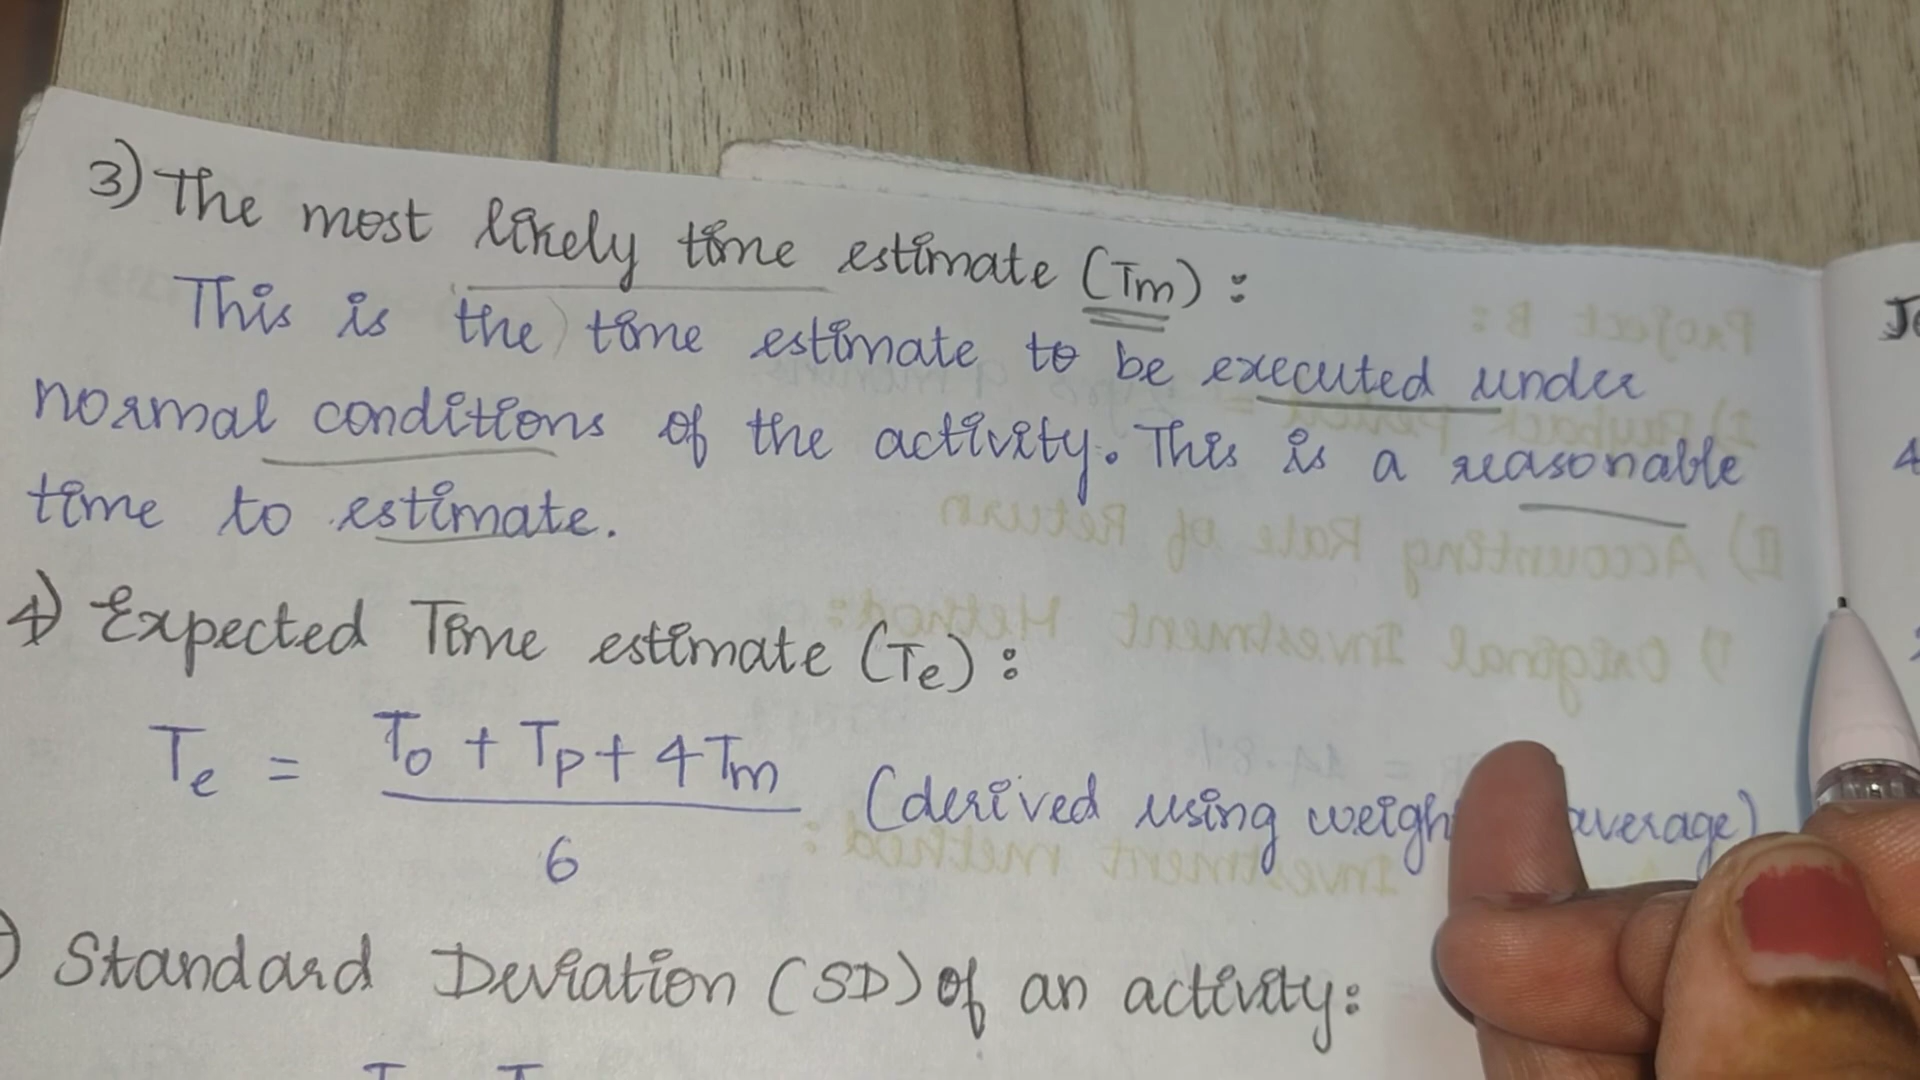 3) The most likely time estimate (Tm) :
This is the time estimate to be executed under
normal conditions of the activity. This is a reasonable
time to estimate.
4) Expected Time estimate (Te) :
Te = To + Tp + 4Tm
6
(derived using average)
Standard Deviation (SD) of an activity: